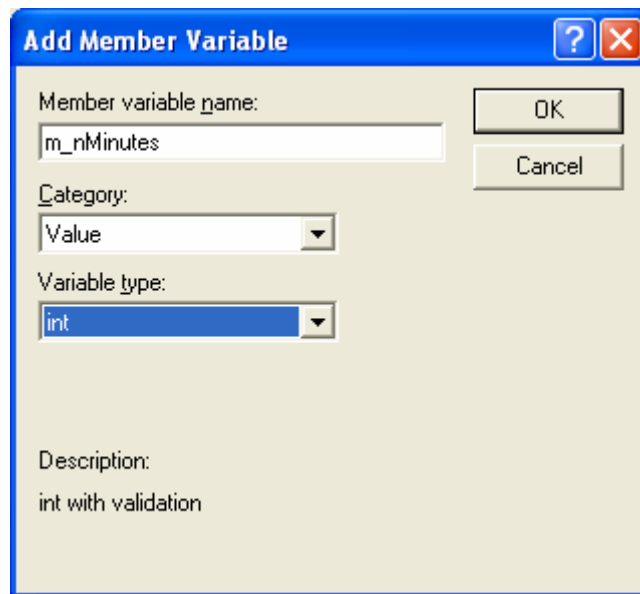 Add Member Variable
?
Member variable name:
OK
m_nMinutes
Cancel
Category:
Value
Variable type:
int
Description:
int with validation